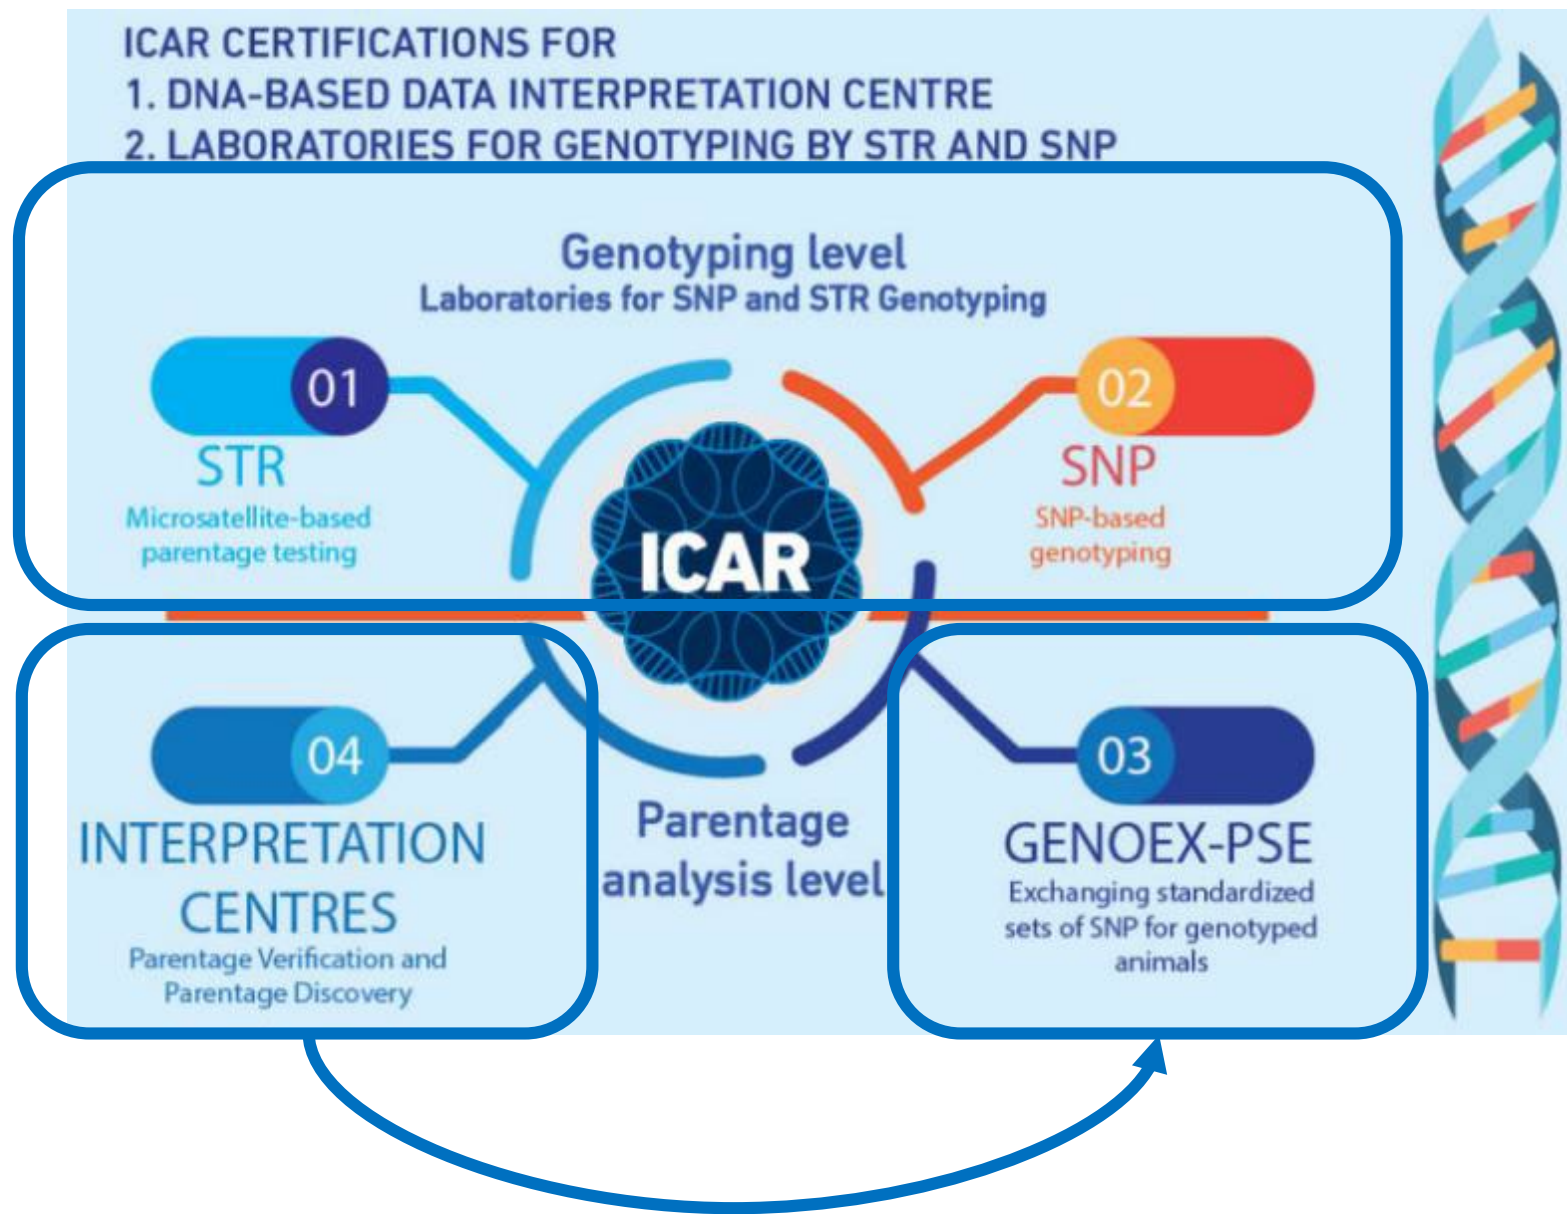 ICAR CERTIFICATIONS FOR
1. DNA-BASED DATA INTERPRETATION CENTRE
2. LABORATORIES FOR GENOTYPING BY STR AND SNP
Genotyping level
Laboratories for SNP and STR Genotyping
01
STR
Microsatellite-based
parentage testing
02
SNP
SNP-based
genotyping
ICAR
04
INTERPRETATION
CENTRES
Parentage Verification and
Parentage Discovery
Parentage
analysis level
03
GENOEX-PSE
Exchanging standardized
sets of SNP for genotyped
animals